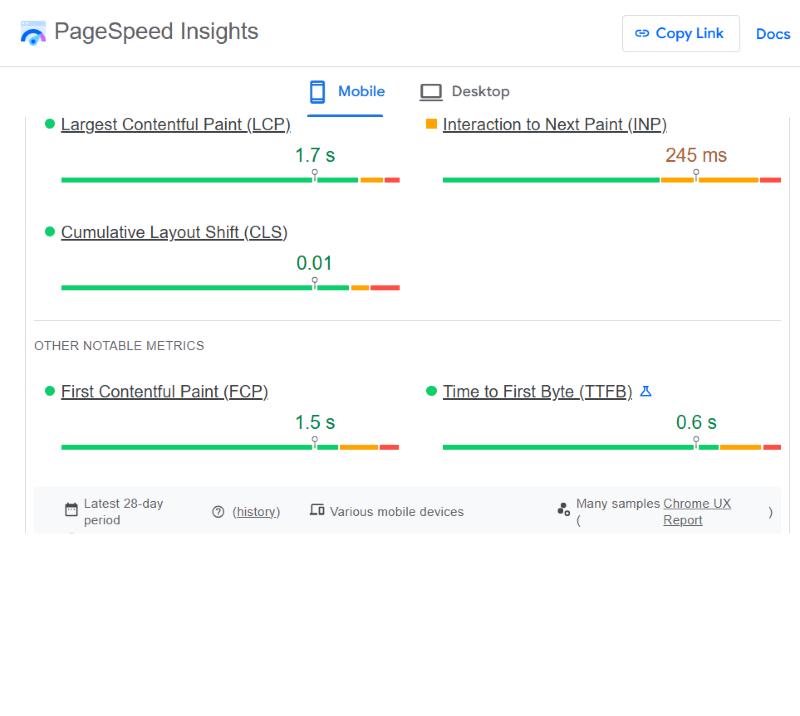 PageSpeed Insights
Copy Link
Docs
Mobile
Desktop
Largest Contentful Paint (LCP)
1.7 s
Interaction to Next Paint (INP)
245 ms
Cumulative Layout Shift (CLS)
0.01
OTHER NOTABLE METRICS
First Contentful Paint (FCP)
1.5 s
Time to First Byte (TTFB)
0.6 s
Latest 28-day
period
(history)
Various mobile devices
Many samples
(
Chrome UX
Report
)